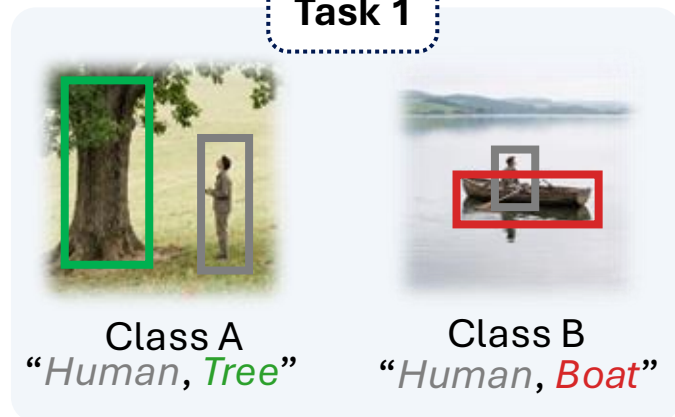 Task 1
Class A
“Human, Tree”
Class B
“Human, Boat”